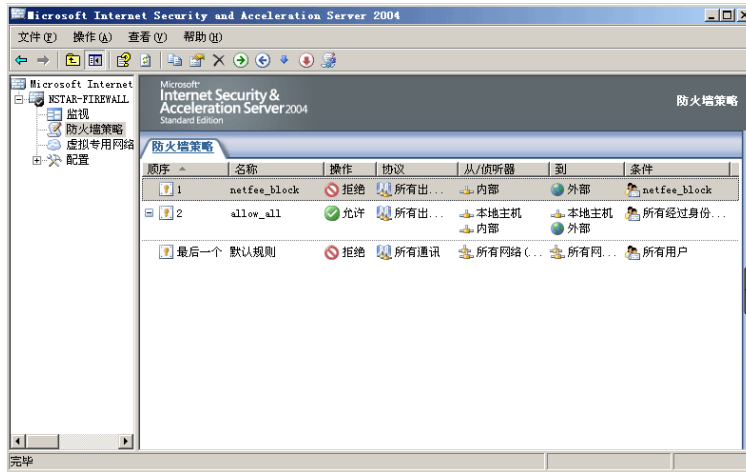 Microsoft Internet Security and Acceleration Server 2004
文件(F) 操作(A) 查看(V) 帮助(H)
Microsoft Internet
NSTAR-FIREWALL
监视
防火墙策略
虚拟专用网络
配置
Microsoft
Internet Security &
Acceleration Server 2004
Standard Edition
防火墙策略
防火墙策略
顺序 名称 操作 协议 从/侦听器 到 条件
1 netfee_block 拒绝 所有出... 内部 外部 netfee_block
2 allow_all 允许 所有出... 本地主机 本地主机 所有经过身份...
内部 外部
最后一个 默认规则 拒绝 所有通讯 所有网络(... 所有网... 所有用户
完毕